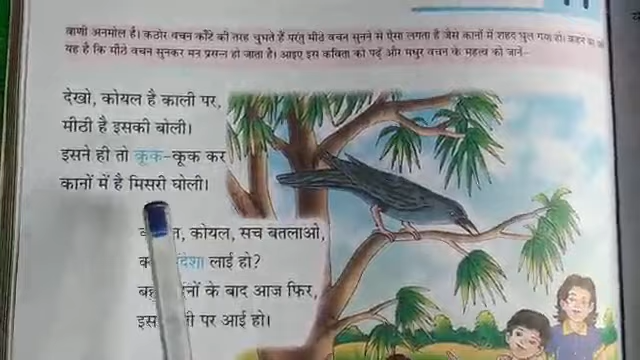 वाणी अनमोल है। कठोर वचन काँटे की तरह चुभते हैं परंतु मीठे वचन सुनने से ऐसा लगता है जैसे कानों में शहद घुल गया हो।
यह है कि मीठे वचन सुनकर मन प्रसन्न हो जाता है। आइए इस कविता को पढ़ें और मधुर वचन के महत्व को जानें–
देखो, कोयल है काली पर,
मीठी है इसकी बोली।
इसने ही तो कूक-कूक कर
कानों में है मिसरी घोली।
कोयल, सच बतलाओ,
लाई हो?
के बाद आज फिर,
इस पर आई हो।